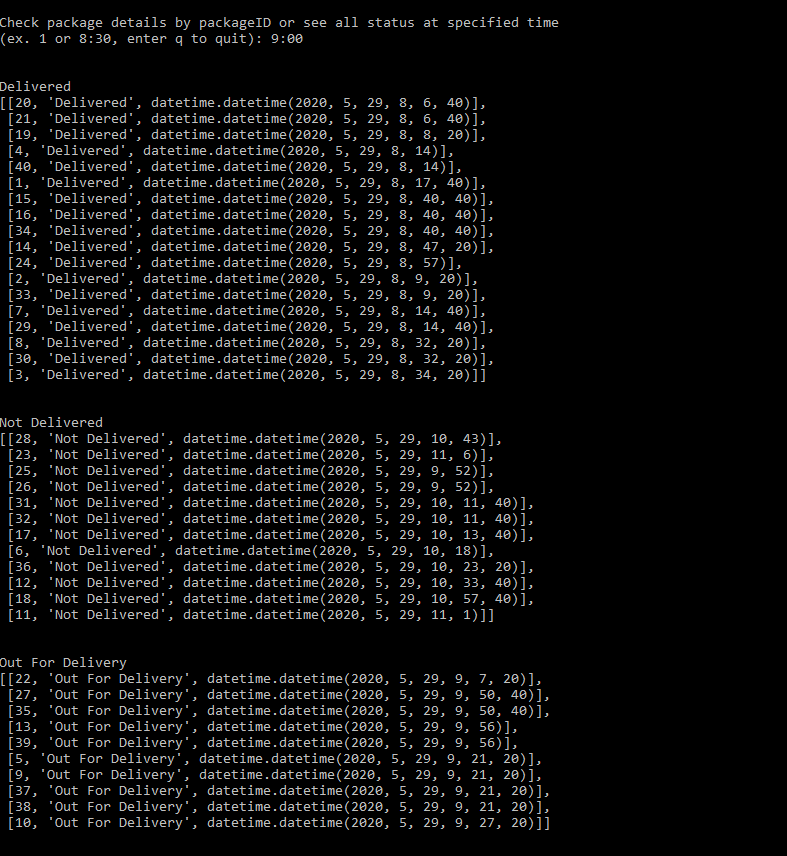 Check package details by packageID or see all status at specified time
(ex. 1 or 8:30, enter q to quit): 9:00
Delivered
[[20, 'Delivered', datetime.datetime(2020, 5, 29, 8, 6, 40)],
[21, 'Delivered', datetime.datetime(2020, 5, 29, 8, 6, 40)],
[19, 'Delivered', datetime.datetime(2020, 5, 29, 8, 8, 20)],
[4, 'Delivered', datetime.datetime(2020, 5, 29, 8, 14)],
[40, 'Delivered', datetime.datetime(2020, 5, 29, 8, 14)],
[1, 'Delivered', datetime.datetime(2020, 5, 29, 8, 17, 40)],
[15, 'Delivered', datetime.datetime(2020, 5, 29, 8, 40, 40)],
[16, 'Delivered', datetime.datetime(2020, 5, 29, 8, 40, 40)],
[34, 'Delivered', datetime.datetime(2020, 5, 29, 8, 40, 40)],
[14, 'Delivered', datetime.datetime(2020, 5, 29, 8, 47, 20)],
[24, 'Delivered', datetime.datetime(2020, 5, 29, 8, 57)],
[2, 'Delivered', datetime.datetime(2020, 5, 29, 8, 9, 20)],
[33, 'Delivered', datetime.datetime(2020, 5, 29, 8, 9, 20)],
[7, 'Delivered', datetime.datetime(2020, 5, 29, 8, 14, 40)],
[29, 'Delivered', datetime.datetime(2020, 5, 29, 8, 14, 40)],
[8, 'Delivered', datetime.datetime(2020, 5, 29, 8, 32, 20)],
[30, 'Delivered', datetime.datetime(2020, 5, 29, 8, 32, 20)],
[3, 'Delivered', datetime.datetime(2020, 5, 29, 8, 34, 20)]]
Not Delivered
[[28, 'Not Delivered', datetime.datetime(2020, 5, 29, 10, 43)],
[23, 'Not Delivered', datetime.datetime(2020, 5, 29, 11, 6)],
[25, 'Not Delivered', datetime.datetime(2020, 5, 29, 9, 52)],
[26, 'Not Delivered', datetime.datetime(2020, 5, 29, 9, 52)],
[31, 'Not Delivered', datetime.datetime(2020, 5, 29, 10, 11, 40)],
[32, 'Not Delivered', datetime.datetime(2020, 5, 29, 10, 11, 40)],
[17, 'Not Delivered', datetime.datetime(2020, 5, 29, 10, 13, 40)],
[6, 'Not Delivered', datetime.datetime(2020, 5, 29, 10, 18)],
[36, 'Not Delivered', datetime.datetime(2020, 5, 29, 10, 23, 20)],
[12, 'Not Delivered', datetime.datetime(2020, 5, 29, 10, 33, 40)],
[18, 'Not Delivered', datetime.datetime(2020, 5, 29, 10, 57, 40)],
[11, 'Not Delivered', datetime.datetime(2020, 5, 29, 11, 1)]]
Out For Delivery
[[22, 'Out For Delivery', datetime.datetime(2020, 5, 29, 9, 7, 20)],
[27, 'Out For Delivery', datetime.datetime(2020, 5, 29, 9, 50, 40)],
[35, 'Out For Delivery', datetime.datetime(2020, 5, 29, 9, 50, 40)],
[13, 'Out For Delivery', datetime.datetime(2020, 5, 29, 9, 56)],
[39, 'Out For Delivery', datetime.datetime(2020, 5, 29, 9, 56)],
[5, 'Out For Delivery', datetime.datetime(2020, 5, 29, 9, 21, 20)],
[9, 'Out For Delivery', datetime.datetime(2020, 5, 29, 9, 21, 20)],
[37, 'Out For Delivery', datetime.datetime(2020, 5, 29, 9, 21, 20)],
[38, 'Out For Delivery', datetime.datetime(2020, 5, 29, 9, 21, 20)],
[10, 'Out For Delivery', datetime.datetime(2020, 5, 29, 9, 27, 20)]]